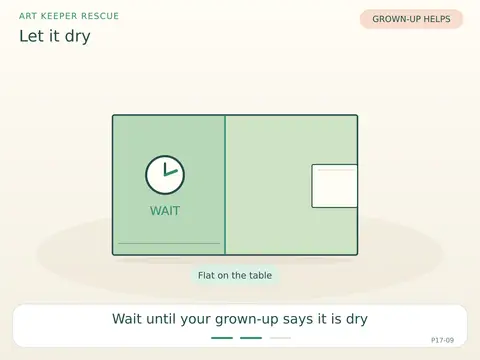 ART KEEPER RESCUE
GROWN-UP HELPS
Let it dry
WAIT
Flat on the table
Wait until your grown-up says it is dry
P17-09